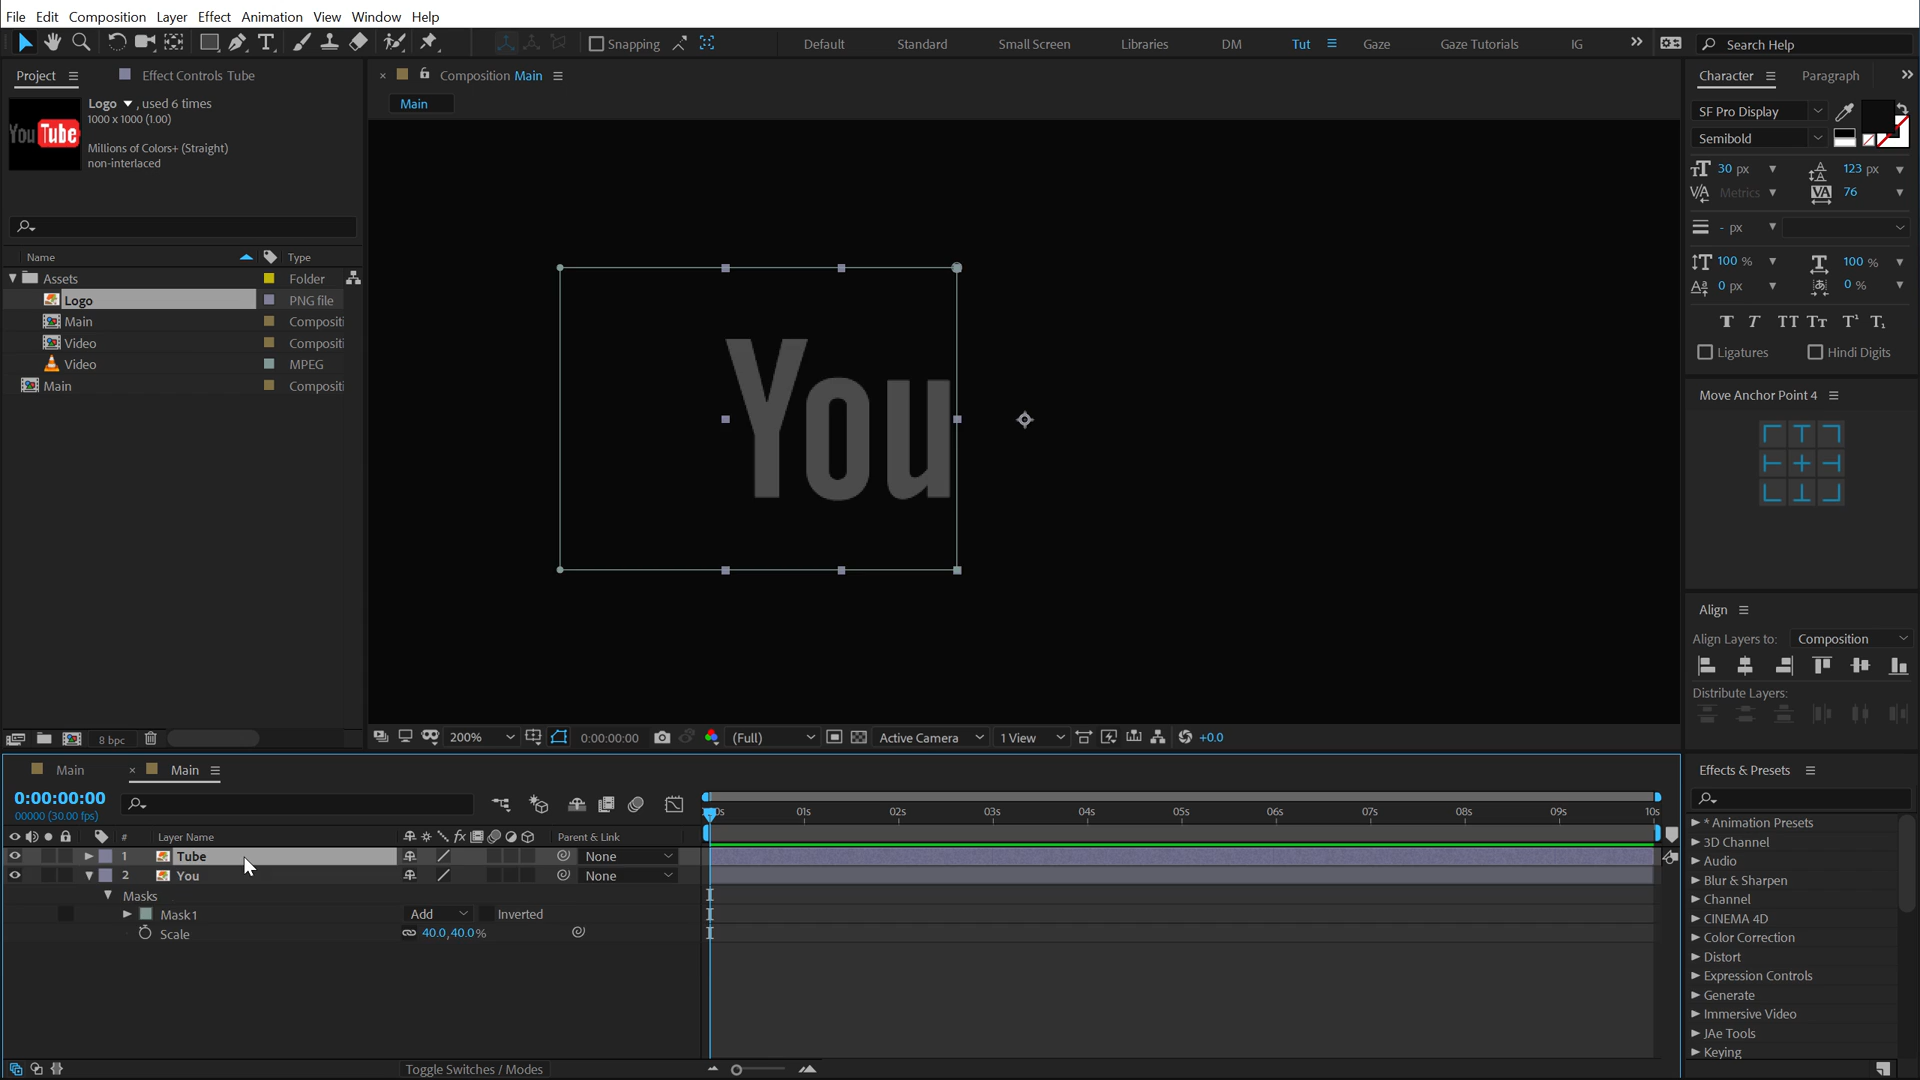 File Edit Composition Layer Effect Animation View Window Help
Snapping Default Standard Small Screen Libraries DM Tut Gaze Gaze Tutorials IG Search Help
Project Effect Controls Tube
Composition Main
Main
Logo , used 6 times
1000 x 1000 (1.00)
Millions of Colors+ (Straight)
non-interlaced
YouTube
Name Type
Assets Folder
Logo PNG file
Main Compositi
Video Compositi
Video MPEG
Main Compositi
8 bpc
You
200% 0:00:00:00 (Full) Active Camera 1 View +0.0
Character Paragraph
SF Pro Display
Semibold
30 px 123 px
Metrics 76
- px
100 % 100 %
0 px 0 %
T T TT Tт T¹ T₁
Ligatures Hindi Digits
Move Anchor Point 4
Align
Align Layers to: Composition
Distribute Layers:
Main Main
0:00:00:00
00000 (30.00 fps)
0s 01s 02s 03s 04s 05s 06s 07s 08s 09s 10s
# Layer Name fx Parent & Link
1 Tube None
2 You None
Masks
Mask1 Add Inverted
Scale 40.0,40.0%
Toggle Switches / Modes
Effects & Presets
* Animation Presets
3D Channel
Audio
Blur & Sharpen
Channel
CINEMA 4D
Color Correction
Distort
Expression Controls
Generate
Immersive Video
JAe Tools
Keying